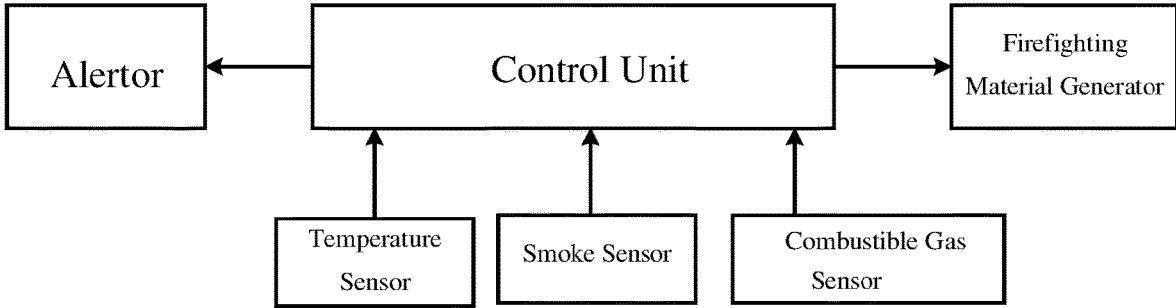 Alertor
Control Unit
Firefighting
Material Generator
Temperature
Sensor
Smoke Sensor
Combustible Gas
Sensor